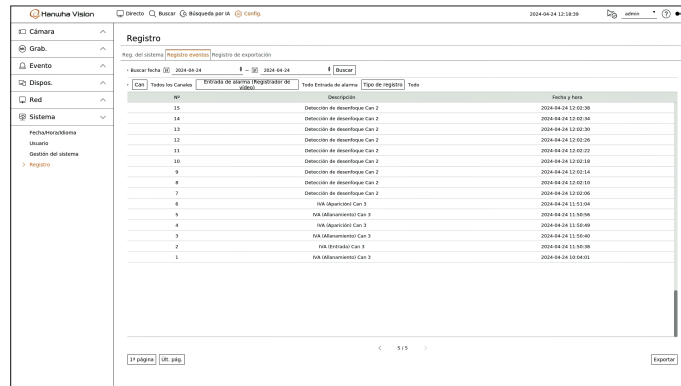 Hanwha Vision
Directo Buscar Búsqueda por IA Config.
2024-04-24 12:18:39 admin
Cámara
Grab.
Evento
Dispos.
Red
Sistema
Fecha/Hora/Idioma
Usuario
Gestión del sistema
> Registro
Registro
Reg. del sistema Registro eventos Registro de exportación
Buscar fecha 2024-04-24 ~ 2024-04-24 Buscar
Can Todos los Canales Entrada de alarma (Registrador de vídeo) Todo Entrada de alarma Tipo de registro Todo
Nº Descripción Fecha y hora
15 Detección de desenfoque Can 2 2024-04-24 12:02:38
14 Detección de desenfoque Can 2 2024-04-24 12:02:34
13 Detección de desenfoque Can 2 2024-04-24 12:02:30
12 Detección de desenfoque Can 2 2024-04-24 12:02:26
11 Detección de desenfoque Can 2 2024-04-24 12:02:22
10 Detección de desenfoque Can 2 2024-04-24 12:02:18
9 Detección de desenfoque Can 2 2024-04-24 12:02:14
8 Detección de desenfoque Can 2 2024-04-24 12:02:10
7 Detección de desenfoque Can 2 2024-04-24 12:02:06
6 IVA (Aparición) Can 3 2024-04-24 11:51:04
5 IVA (Allanamiento) Can 3 2024-04-24 11:50:56
4 IVA (Aparición) Can 3 2024-04-24 11:50:49
3 IVA (Allanamiento) Can 3 2024-04-24 11:50:40
2 IVA (Entrada) Can 3 2024-04-24 11:50:38
1 IVA (Allanamiento) Can 3 2024-04-24 10:04:01
< 5 / 5 >
1ª página Últ. pág. Exportar